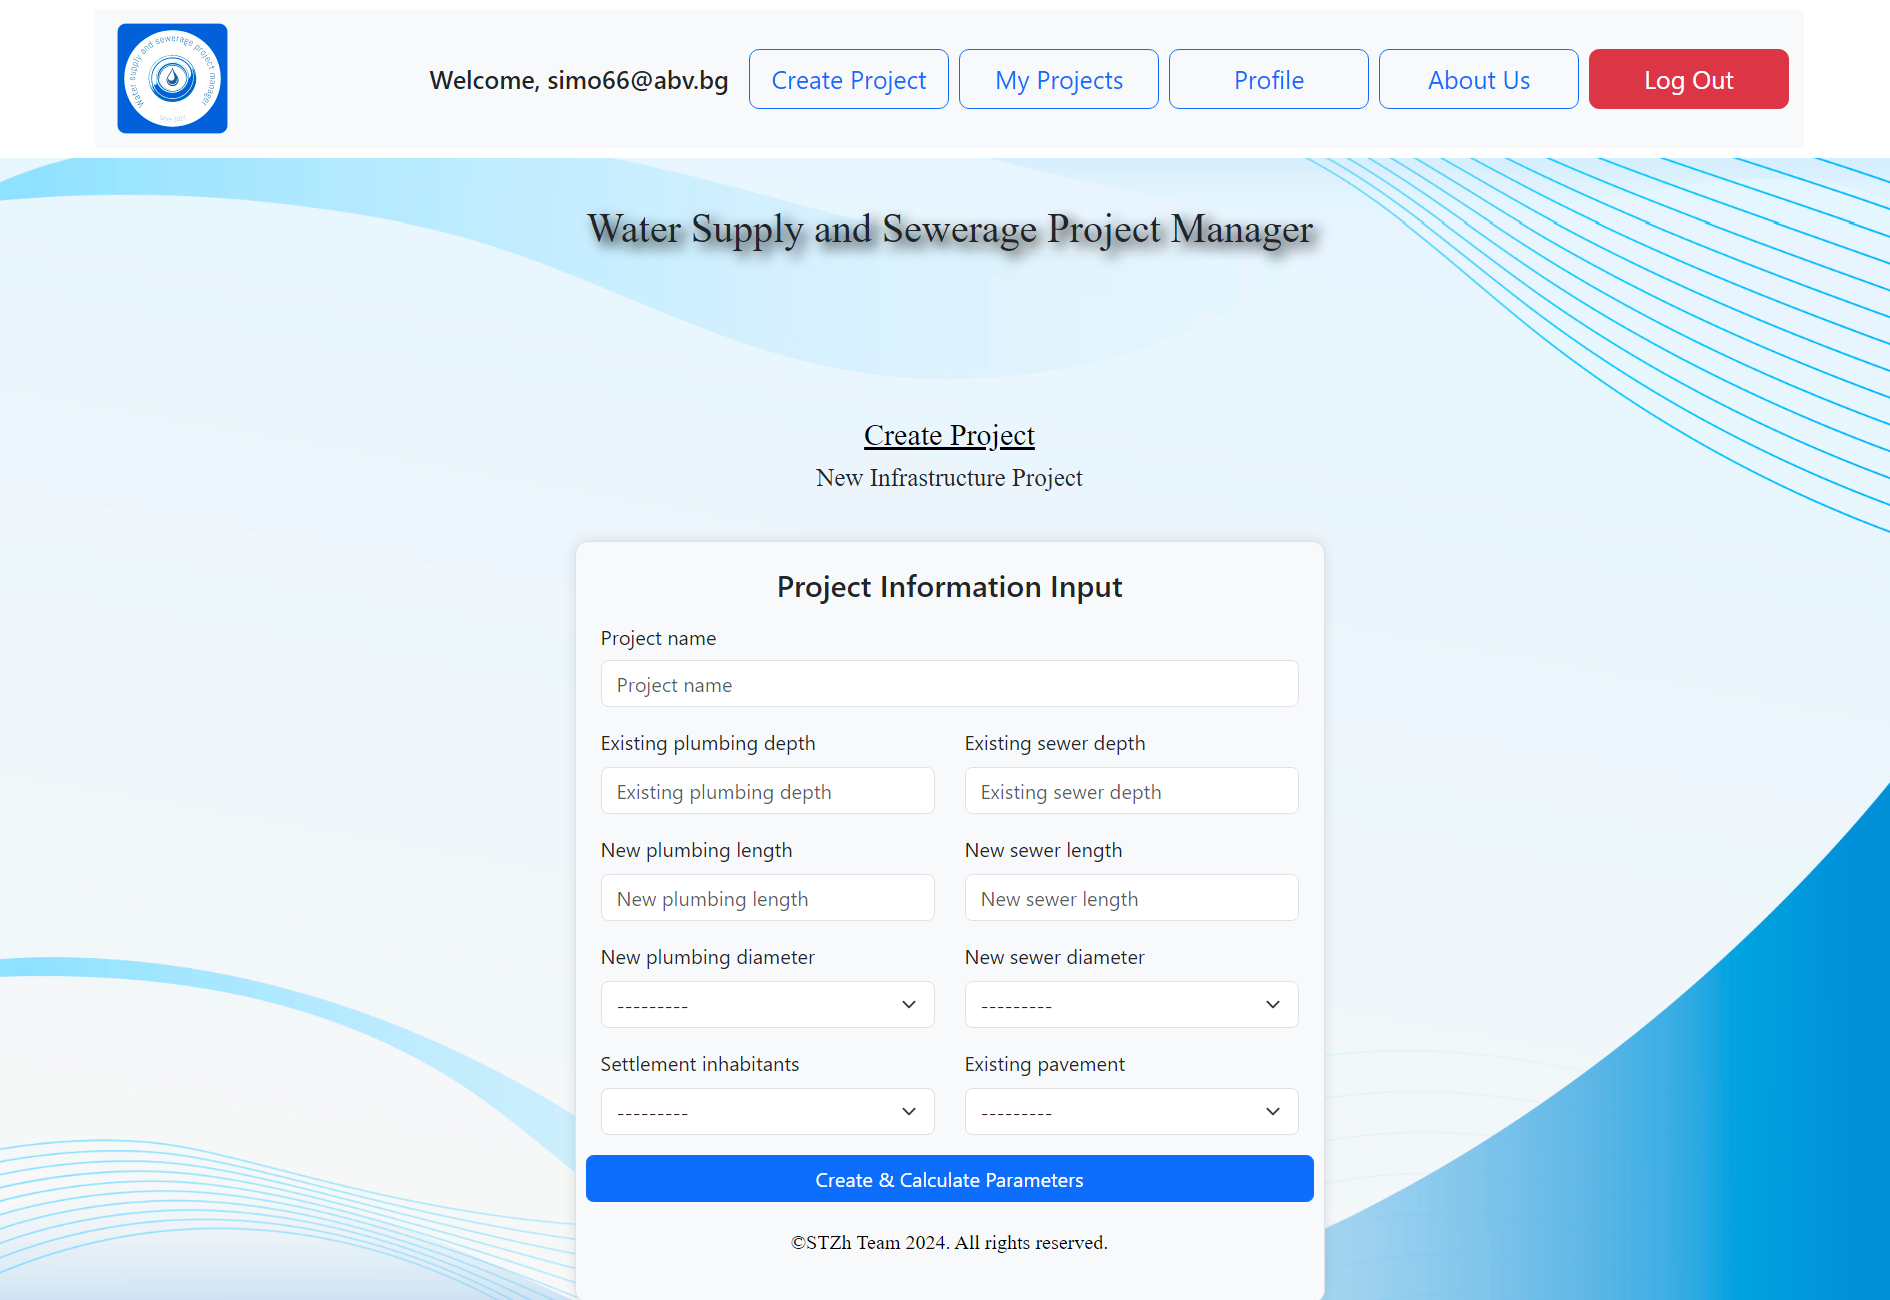 Water supply and sewerage project manager
Since 2024
Welcome, simo66@abv.bg
Create Project
My Projects
Profile
About Us
Log Out
Water Supply and Sewerage Project Manager
Create Project
New Infrastructure Project
Project Information Input
Project name
Project name
Existing plumbing depth
Existing sewer depth
Existing plumbing depth
Existing sewer depth
New plumbing length
New sewer length
New plumbing length
New sewer length
New plumbing diameter
New sewer diameter
---------
---------
Settlement inhabitants
Existing pavement
---------
---------
Create & Calculate Parameters
©STZh Team 2024. All rights reserved.